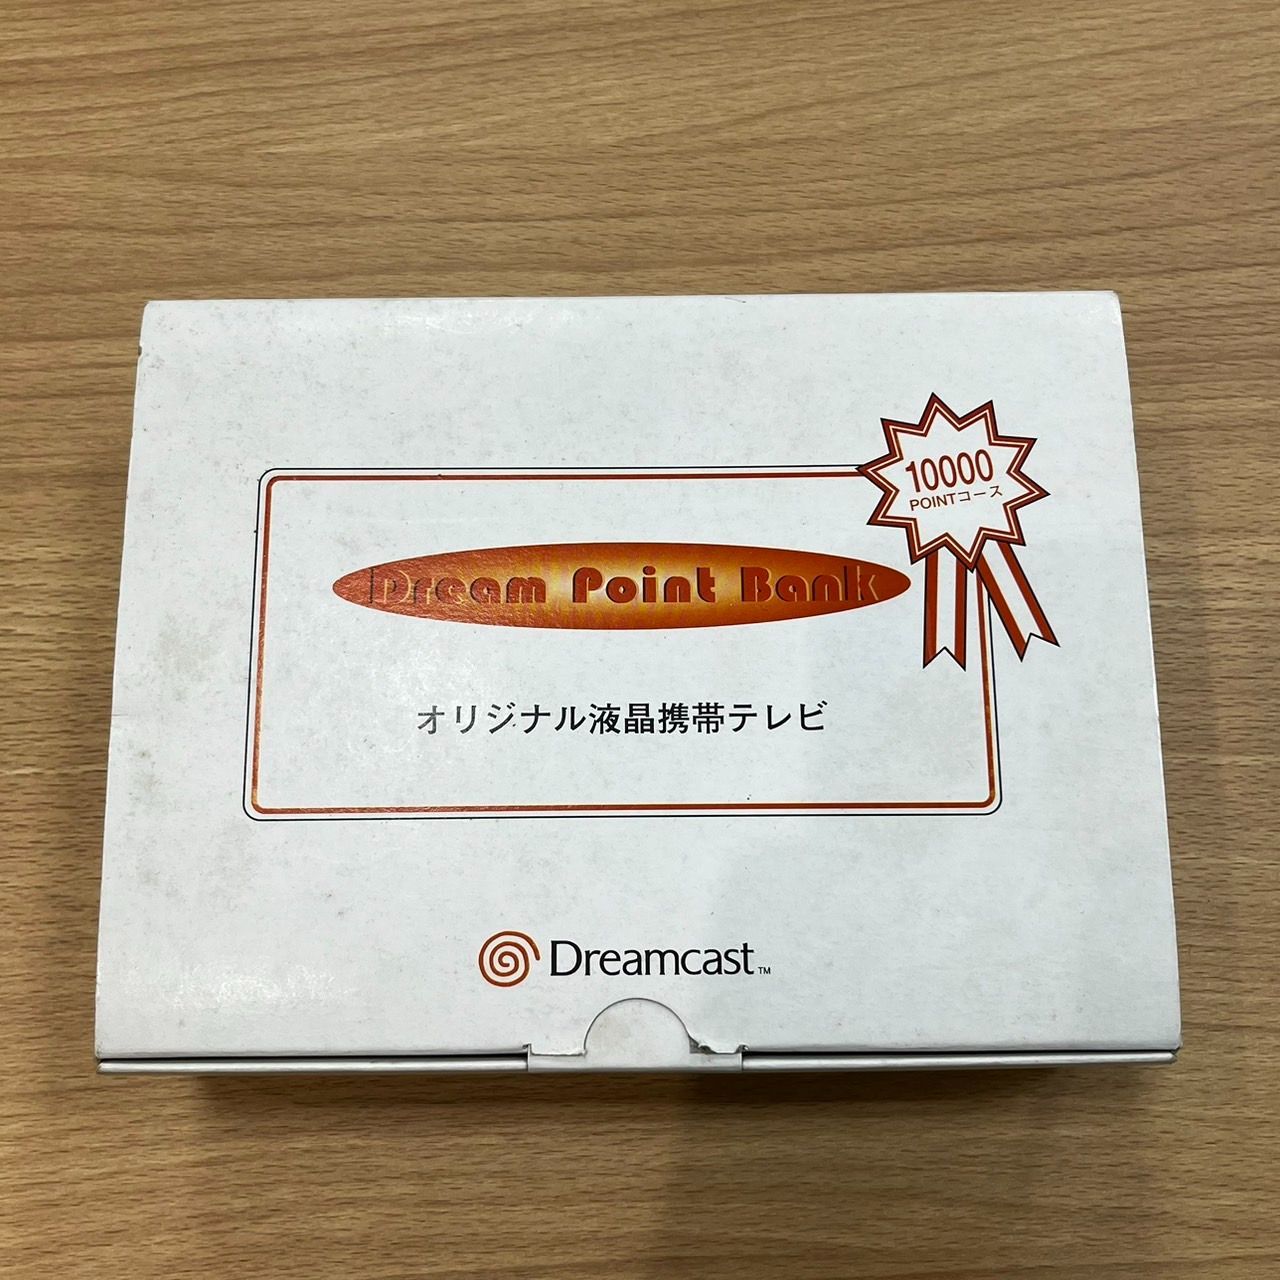 10000
POINTコース
Dream Point Bank
オリジナル液晶携帯テレビ
Dreamcast™